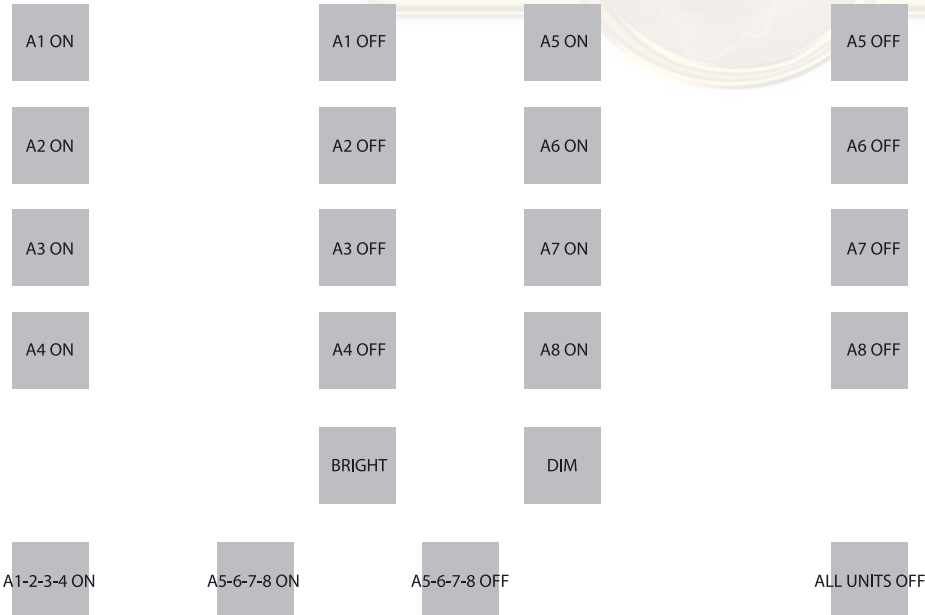 A1 ON A1 OFF A5 ON A5 OFF
A2 ON A2 OFF A6 ON A6 OFF
A3 ON A3 OFF A7 ON A7 OFF
A4 ON A4 OFF A8 ON A8 OFF
BRIGHT DIM
A1-2-3-4 ON A5-6-7-8 ON A5-6-7-8 OFF ALL UNITS OFF